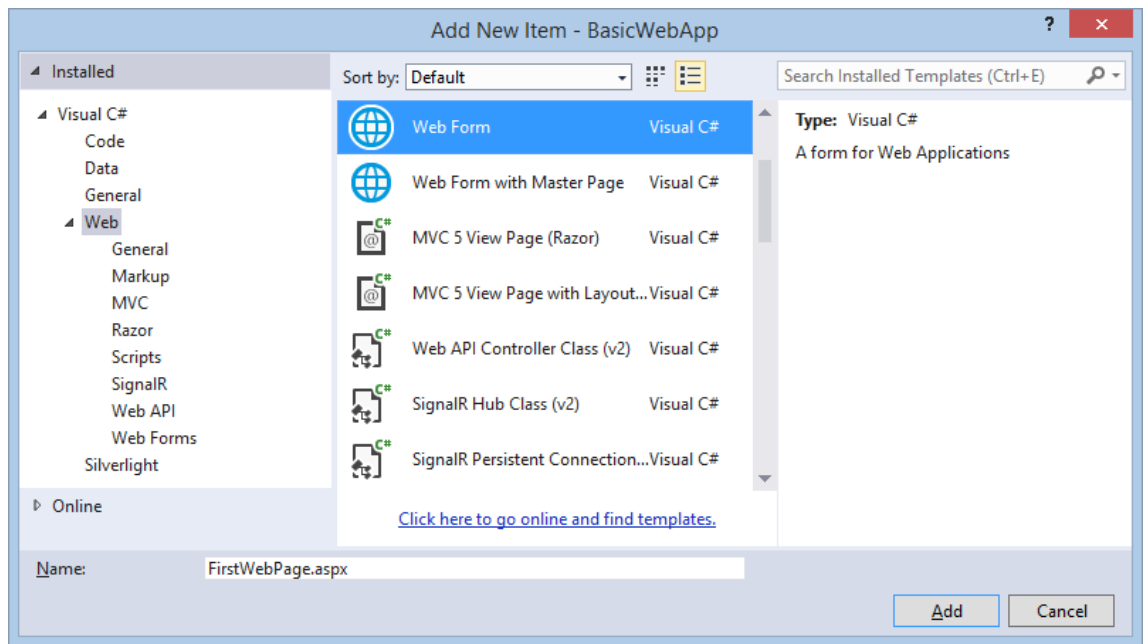 Add New Item - BasicWebApp
?
Installed
Sort by: Default
Search Installed Templates (Ctrl+E)
Visual C#
Code
Data
General
Web
General
Markup
MVC
Razor
Scripts
SignalR
Web API
Web Forms
Silverlight
Online
Web Form Visual C#
Web Form with Master Page Visual C#
C#
@
MVC 5 View Page (Razor) Visual C#
C#
@
MVC 5 View Page with Layout... Visual C#
C#
Web API Controller Class (v2) Visual C#
C#
SignalR Hub Class (v2) Visual C#
C#
SignalR Persistent Connection... Visual C#
Click here to go online and find templates.
Type: Visual C#
A form for Web Applications
Name: FirstWebPage.aspx
Add Cancel